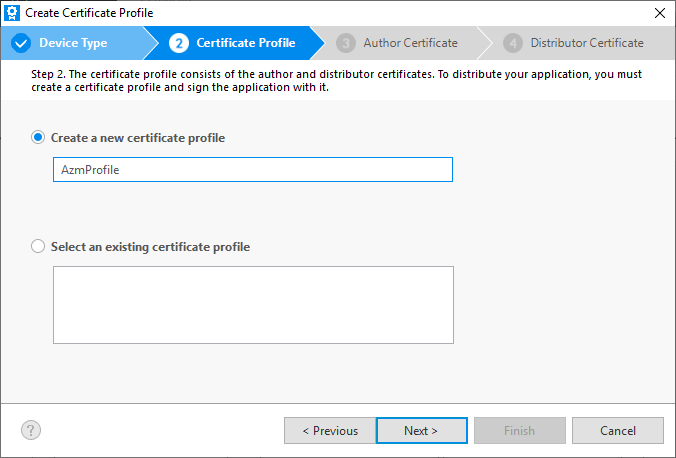 Create Certificate Profile
Device Type
2 Certificate Profile
3 Author Certificate
4 Distributor Certificate
Step 2. The certificate profile consists of the author and distributor certificates. To distribute your application, you must
create a certificate profile and sign the application with it.
Create a new certificate profile
AzmProfile
Select an existing certificate profile
?
< Previous
Next >
Finish
Cancel